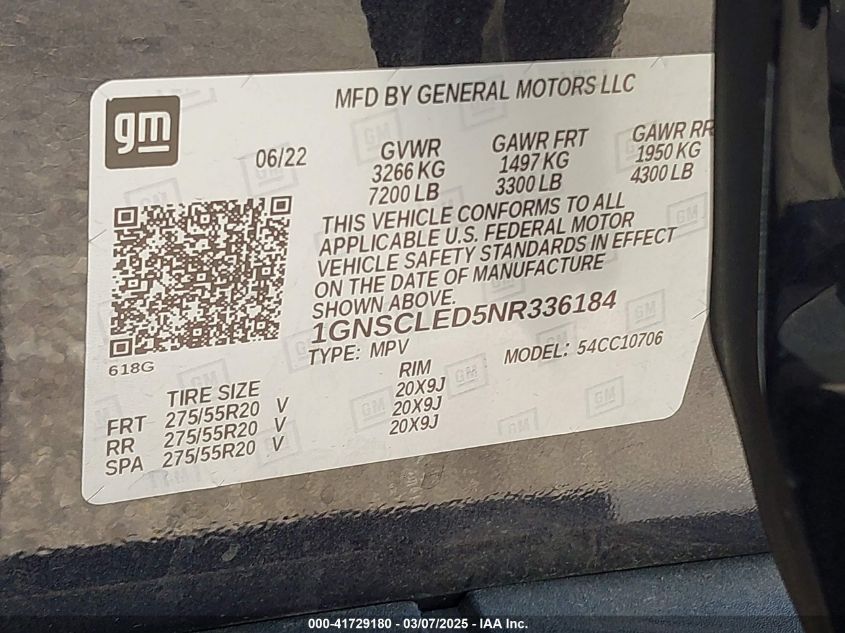 MFD BY GENERAL MOTORS LLC
gm
06/22
GVWR GAWR FRT GAWR RR
3266 KG 1497 KG 1950 KG
7200 LB 3300 LB 4300 LB
THIS VEHICLE CONFORMS TO ALL
APPLICABLE U.S. FEDERAL MOTOR
VEHICLE SAFETY STANDARDS IN EFFECT
ON THE DATE OF MANUFACTURE
SHOWN ABOVE.
1GNSCLED5NR336184
TYPE: MPV MODEL: 54CC10706
618G
TIRE SIZE RIM
FRT 275/55R20 V 20X9J
RR 275/55R20 V 20X9J
SPA 275/55R20 V 20X9J
000-41729180 - 03/07/2025 - IAA Inc.